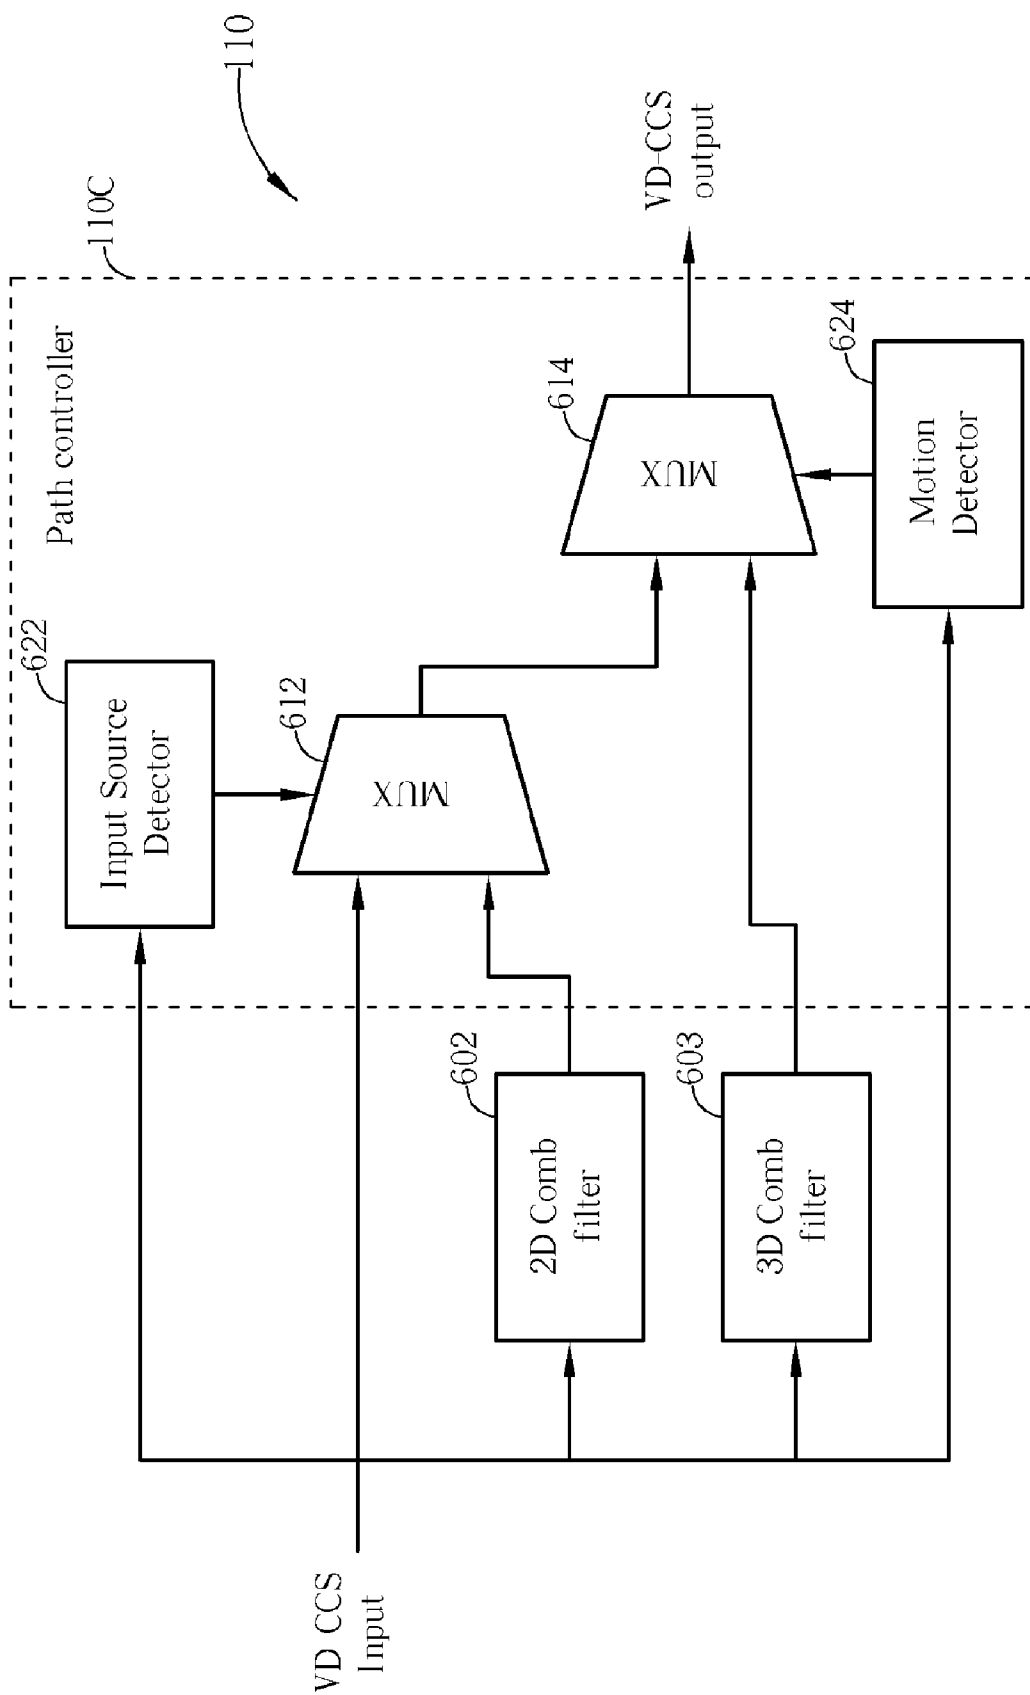 110
110C
Path controller
622
Input Source
Detector
612
MUX
614
MUX
VD-CCS
output
624
Motion
Detector
602
2D Comb
filter
603
3D Comb
filter
VD CCS
Input